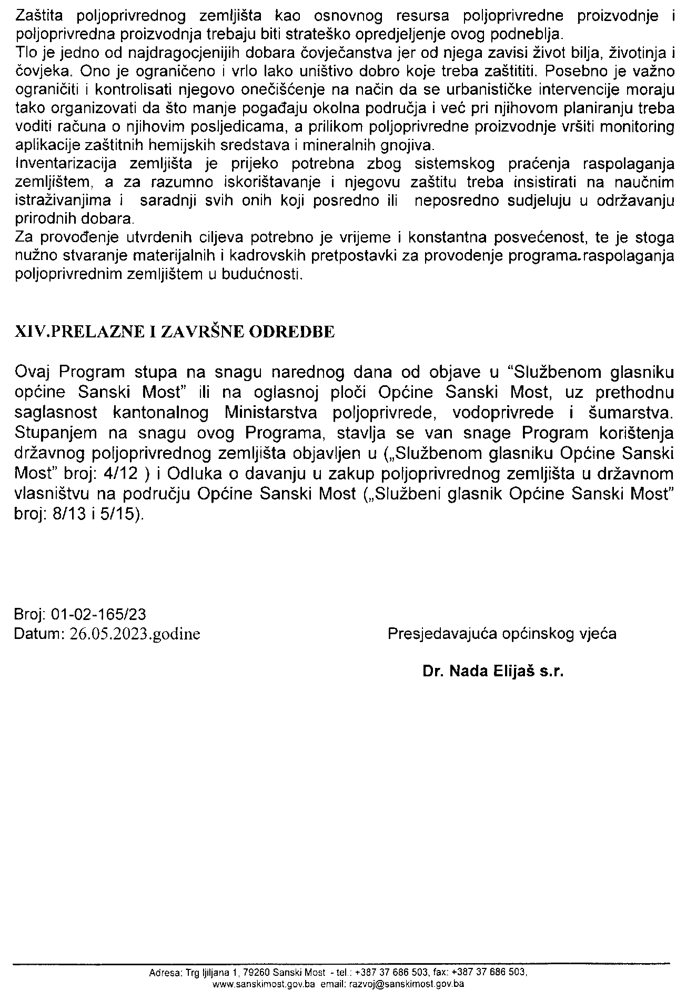 Zaštita poljoprivrednog zemljišta kao osnovnog resursa poljoprivredne proizvodnje i
poljoprivredna proizvodnja trebaju biti strateško opredjeljenje ovog podneblja.
Tlo je jedno od najdragocjenijih dobara čovječanstva jer od njega zavisi život bilja, životinja i
čovjeka. Ono je ograničeno i vrlo lako uništivo dobro koje treba zaštititi. Posebno je važno
ograničiti i kontrolisati njegovo onečišćenje na način da se urbanističke intervencije moraju
tako organizovati da što manje pogađaju okolna područja i već pri njihovom planiranju treba
voditi računa o njihovim posljedicama, a prilikom poljoprivredne proizvodnje vršiti monitoring
aplikacije zaštitnih hemijskih sredstava i mineralnih gnojiva.
Inventarizacija zemljišta je prijeko potrebna zbog sistemskog praćenja raspolaganja
zemljištem, a za razumno iskorištavanje i njegovu zaštitu treba insistirati na naučnim
istraživanjima i saradnji svih onih koji posredno ili neposredno sudjeluju u održavanju
prirodnih dobara.
Za provođenje utvrdenih ciljeva potrebno je vrijeme i konstantna posvećenost, te je stoga
nužno stvaranje materijalnih i kadrovskih pretpostavki za provodenje programa.raspolaganja
poljoprivrednim zemljištem u budućnosti.
XIV.PRELAZNE I ZAVRŠNE ODREDBE
Ovaj Program stupa na snagu narednog dana od objave u “Službenom glasniku
općine Sanski Most” ili na oglasnoj ploči Općine Sanski Most, uz prethodnu
saglasnost kantonalnog Ministarstva poljoprivrede, vodoprivrede i šumarstva.
Stupanjem na snagu ovog Programa, stavlja se van snage Program korištenja
državnog poljoprivrednog zemljišta objavljen u („Službenom glasniku Općine Sanski
Most” broj: 4/12 ) i Odluka o davanju u zakup poljoprivrednog zemljišta u državnom
vlasništvu na području Općine Sanski Most („Službeni glasnik Općine Sanski Most”
broj: 8/13 i 5/15).
Broj: 01-02-165/23
Datum: 26.05.2023.godine Presjedavajuća općinskog vjeća
Dr. Nada Elijaš s.r.
Adresa: Trg ljiljana 1, 79260 Sanski Most - tel.: +387 37 686 503, fax: +387 37 686 503,
www.sanskimost.gov.ba email: razvoj@sanskimost.gov.ba